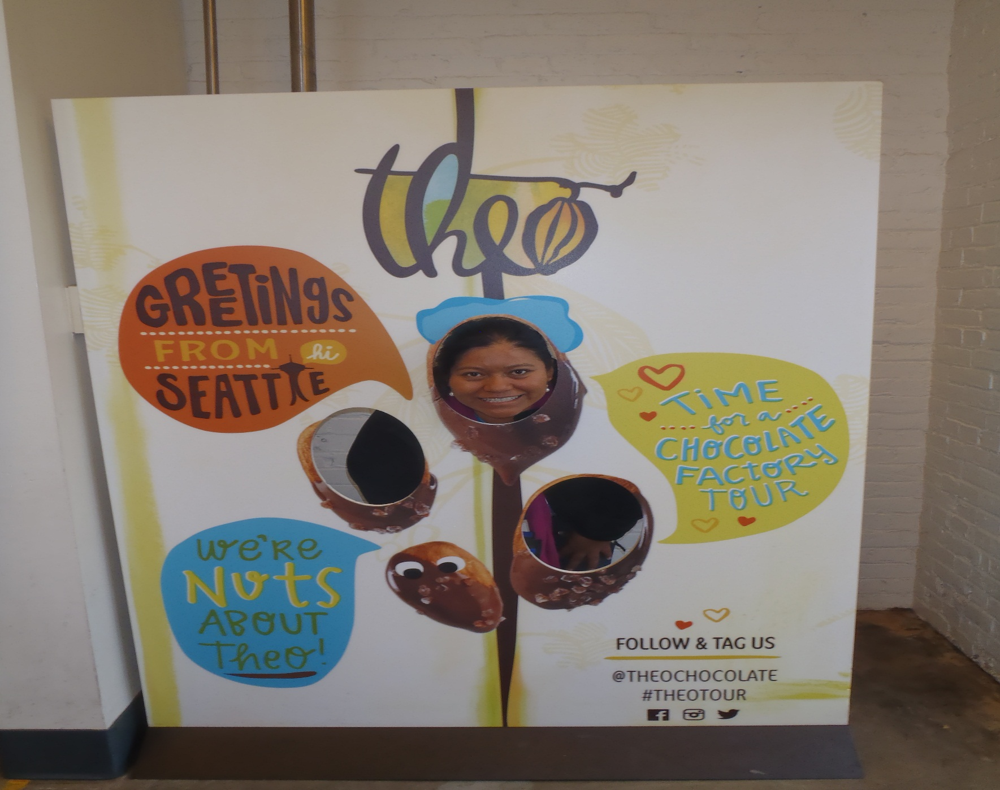 theo
GREETiNgS
FROM hi
SEATTLE
TiME
for a
CHOCOLATE
FACTORY
TOUR
WE'RE
NUTS
ABOUT
Theo!
FOLLOW & TAG US
@THEOCHOCOLATE
#THEOTOUR